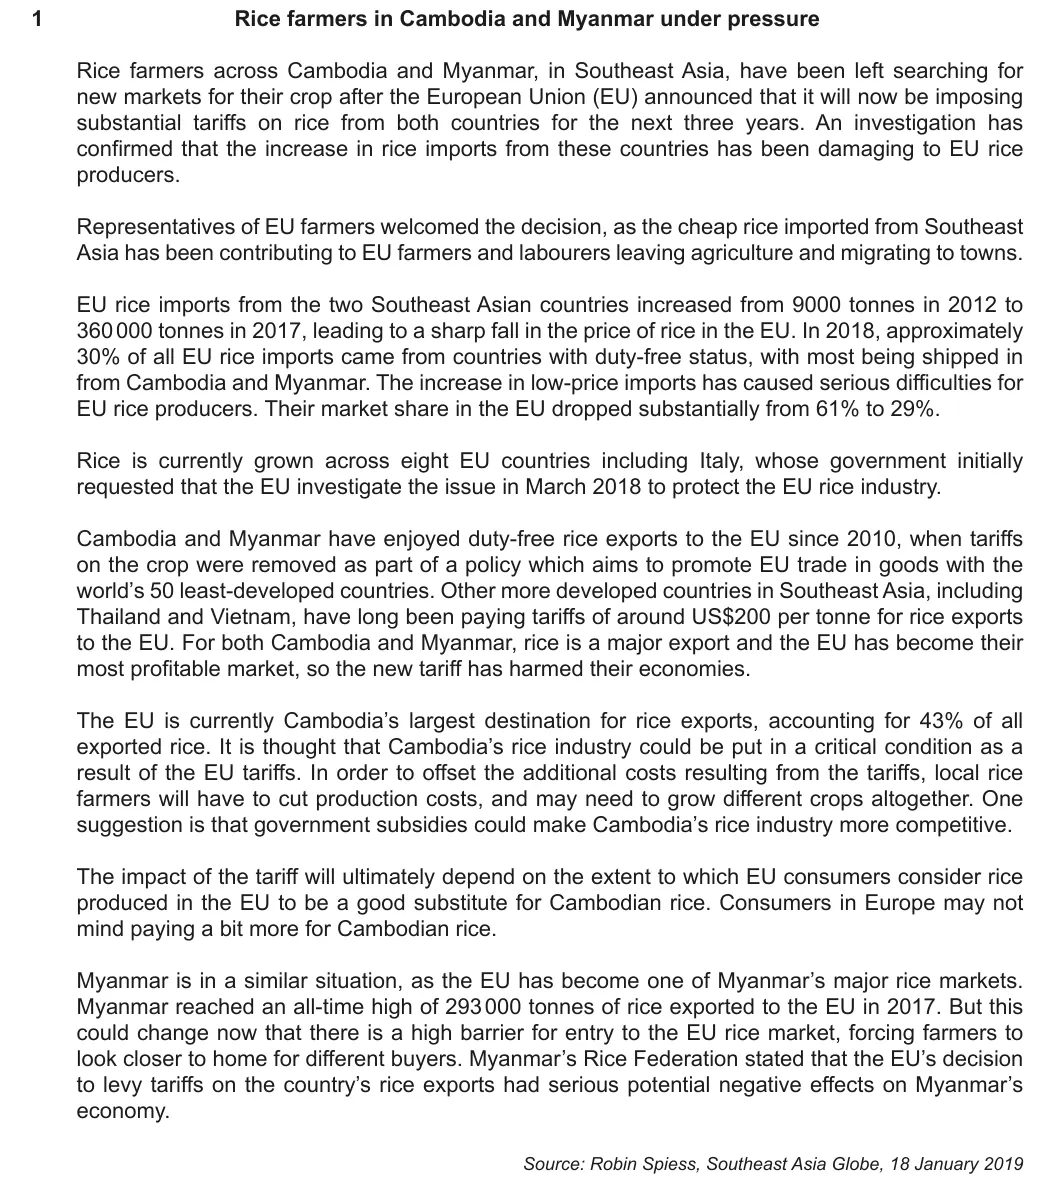 1 Rice farmers in Cambodia and Myanmar under pressure
Rice farmers across Cambodia and Myanmar, in Southeast Asia, have been left searching for
new markets for their crop after the European Union (EU) announced that it will now be imposing
substantial tariffs on rice from both countries for the next three years. An investigation has
confirmed that the increase in rice imports from these countries has been damaging to EU rice
producers.
Representatives of EU farmers welcomed the decision, as the cheap rice imported from Southeast
Asia has been contributing to EU farmers and labourers leaving agriculture and migrating to towns.
EU rice imports from the two Southeast Asian countries increased from 9000 tonnes in 2012 to
360 000 tonnes in 2017, leading to a sharp fall in the price of rice in the EU. In 2018, approximately
30% of all EU rice imports came from countries with duty-free status, with most being shipped in
from Cambodia and Myanmar. The increase in low-price imports has caused serious difficulties for
EU rice producers. Their market share in the EU dropped substantially from 61% to 29%.
Rice is currently grown across eight EU countries including Italy, whose government initially
requested that the EU investigate the issue in March 2018 to protect the EU rice industry.
Cambodia and Myanmar have enjoyed duty-free rice exports to the EU since 2010, when tariffs
on the crop were removed as part of a policy which aims to promote EU trade in goods with the
world's 50 least-developed countries. Other more developed countries in Southeast Asia, including
Thailand and Vietnam, have long been paying tariffs of around US$200 per tonne for rice exports
to the EU. For both Cambodia and Myanmar, rice is a major export and the EU has become their
most profitable market, so the new tariff has harmed their economies.
The EU is currently Cambodia's largest destination for rice exports, accounting for 43% of all
exported rice. It is thought that Cambodia's rice industry could be put in a critical condition as a
result of the EU tariffs. In order to offset the additional costs resulting from the tariffs, local rice
farmers will have to cut production costs, and may need to grow different crops altogether. One
suggestion is that government subsidies could make Cambodia's rice industry more competitive.
The impact of the tariff will ultimately depend on the extent to which EU consumers consider rice
produced in the EU to be a good substitute for Cambodian rice. Consumers in Europe may not
mind paying a bit more for Cambodian rice.
Myanmar is in a similar situation, as the EU has become one of Myanmar's major rice markets.
Myanmar reached an all-time high of 293 000 tonnes of rice exported to the EU in 2017. But this
could change now that there is a high barrier for entry to the EU rice market, forcing farmers to
look closer to home for different buyers. Myanmar's Rice Federation stated that the EU's decision
to levy tariffs on the country's rice exports had serious potential negative effects on Myanmar's
economy.
Source: Robin Spiess, Southeast Asia Globe, 18 January 2019